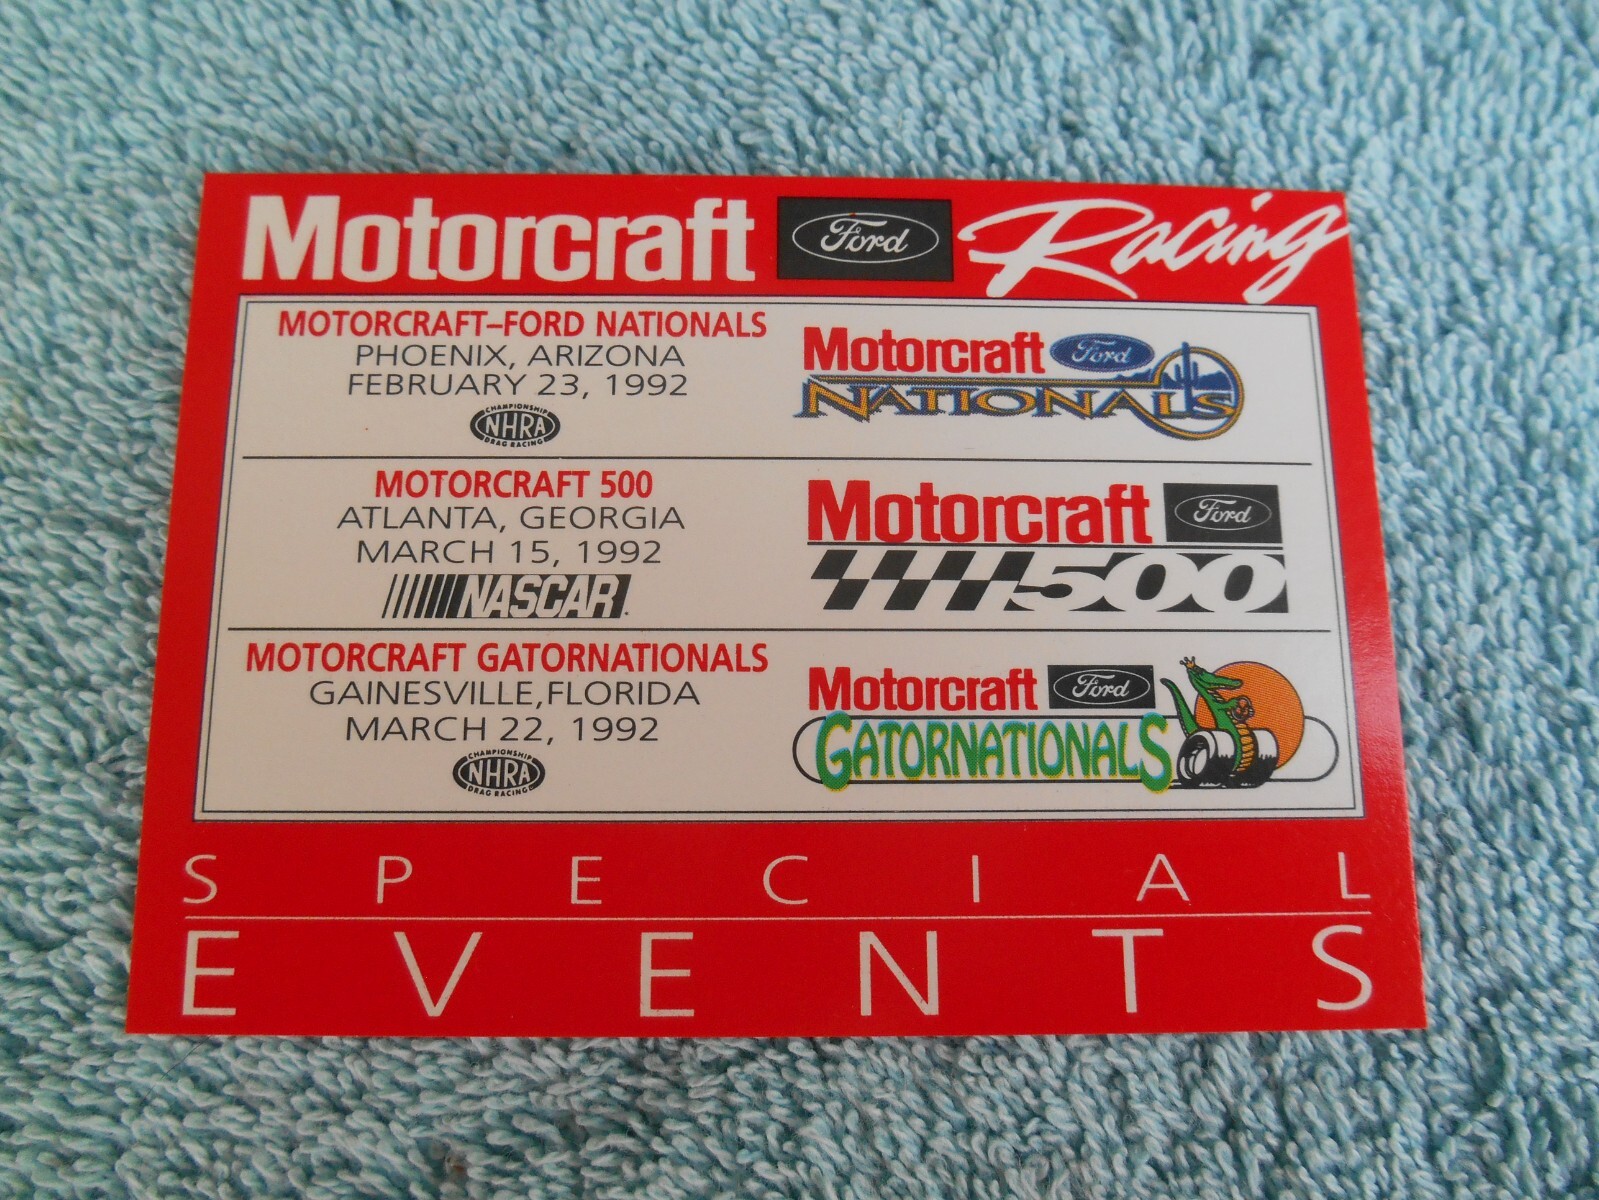 Motorcraft Ford Racing
MOTORCRAFT–FORD NATIONALS
PHOENIX, ARIZONA
FEBRUARY 23, 1992
CHAMPIONSHIP
NHRA
DRAG RACING
Motorcraft Ford
NATIONALS
MOTORCRAFT 500
ATLANTA, GEORGIA
MARCH 15, 1992
NASCAR.
Motorcraft Ford
500
MOTORCRAFT GATORNATIONALS
GAINESVILLE,FLORIDA
MARCH 22, 1992
CHAMPIONSHIP
NHRA
DRAG RACING
Motorcraft Ford
GATORNATIONALS
SPECIAL
EVENTS